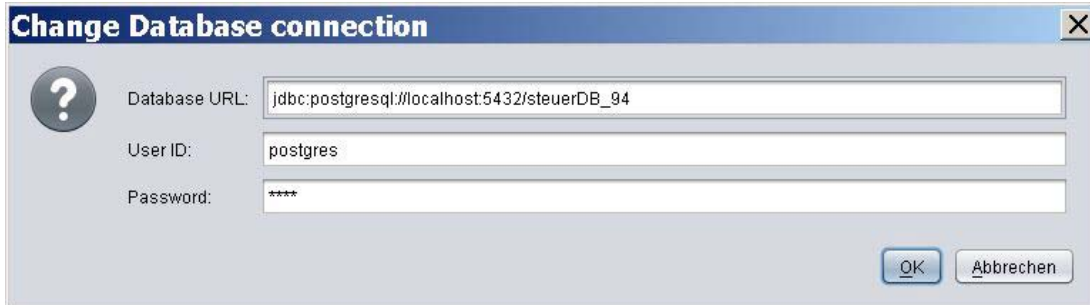 Change Database connection
?
Database URL: jdbc:postgresql://localhost:5432/steuerDB_94
User ID: postgres
Password: ****
OK Abbrechen